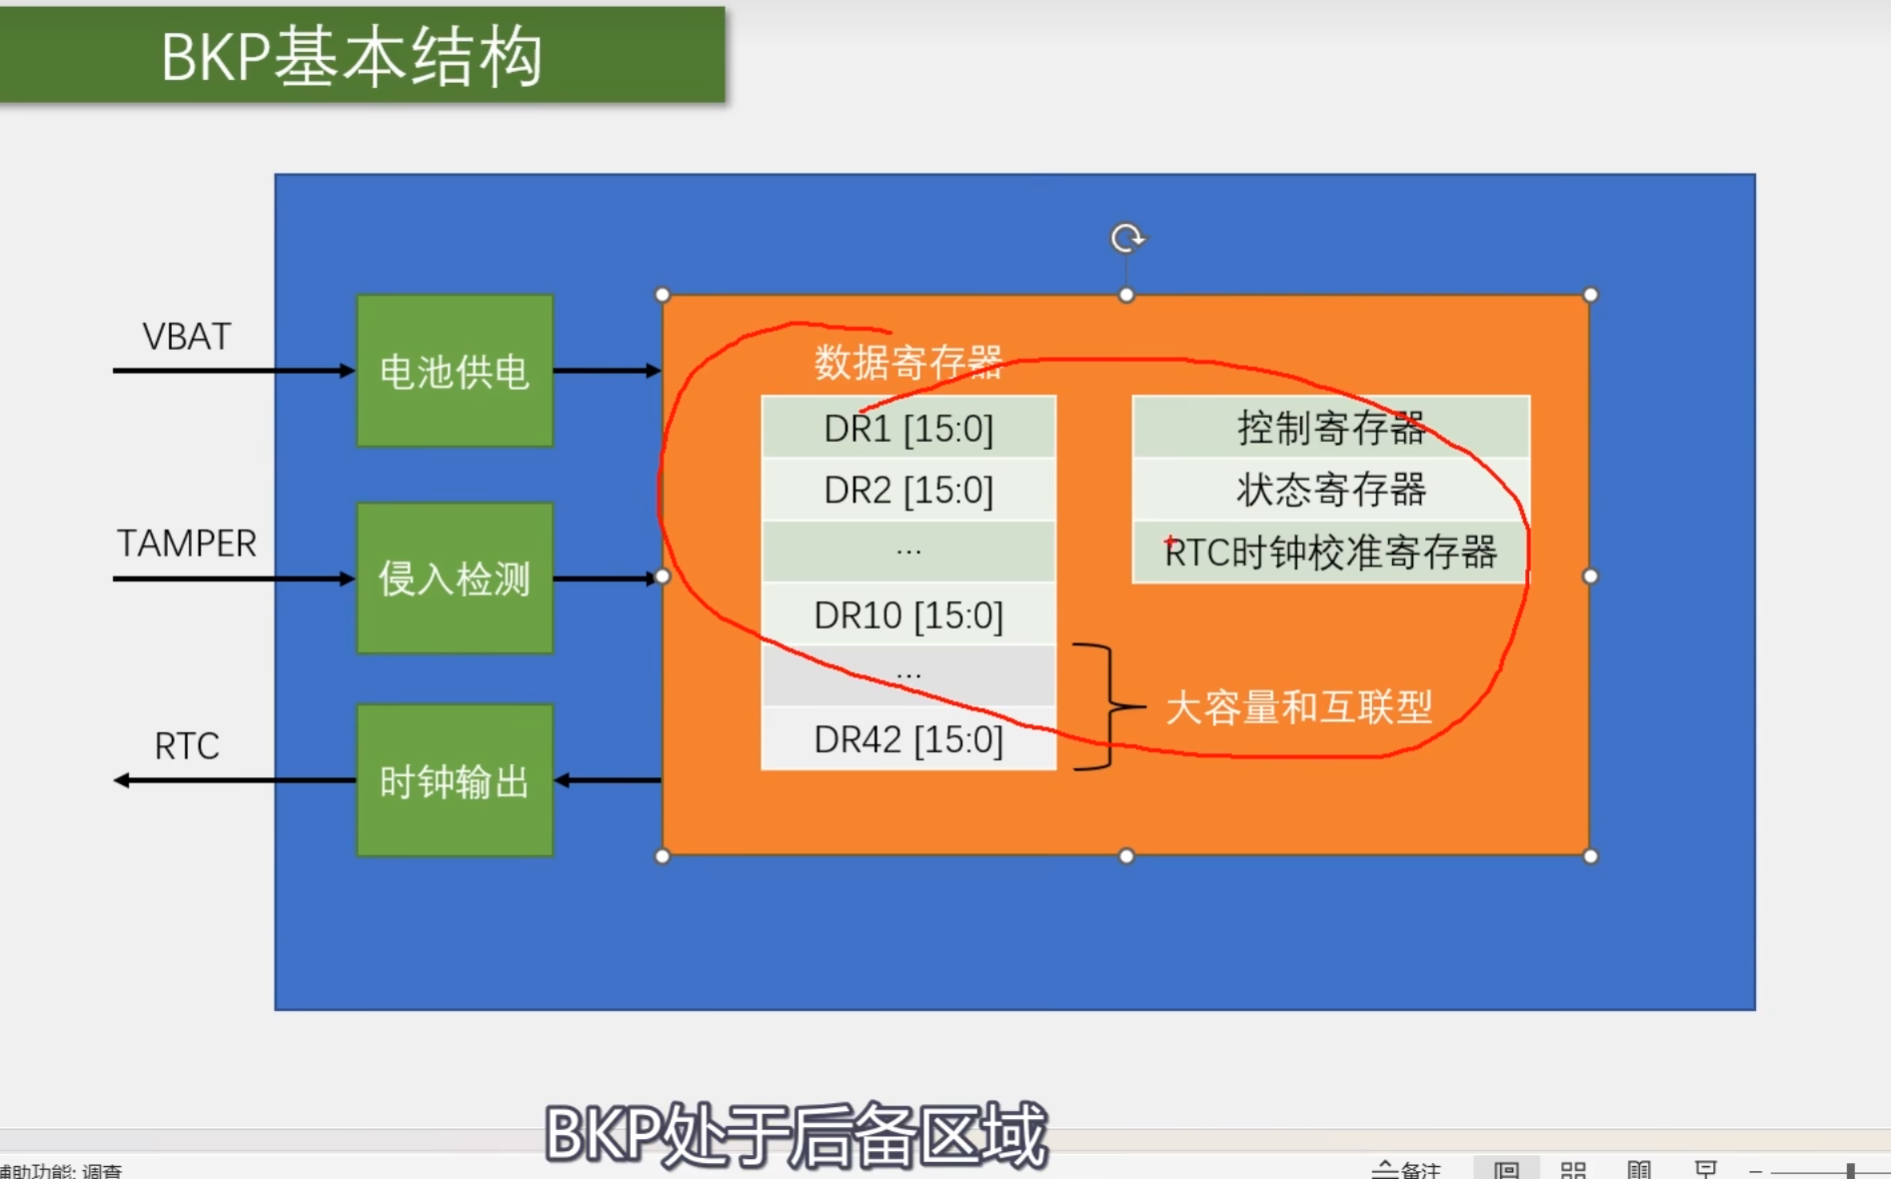 BKP基本结构
VBAT
电池供电
TAMPER
侵入检测
RTC
时钟输出
数据寄存器
DR1 [15:0]
DR2 [15:0]
...
DR10 [15:0]
...
DR42 [15:0]
控制寄存器
状态寄存器
RTC时钟校准寄存器
大容量和互联型
BKP处于后备区域
辅助功能: 调查
备注